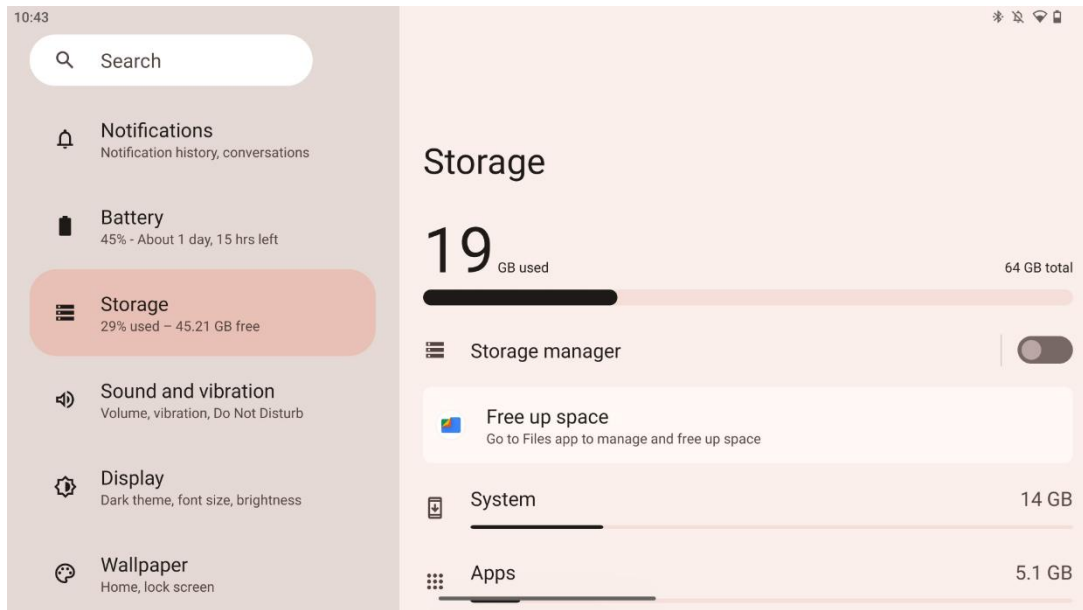 10:43
Search
Notifications
Notification history, conversations
Battery
45% - About 1 day, 15 hrs left
Storage
29% used – 45.21 GB free
Sound and vibration
Volume, vibration, Do Not Disturb
Display
Dark theme, font size, brightness
Wallpaper
Home, lock screen
Storage
19 GB used
64 GB total
Storage manager
Free up space
Go to Files app to manage and free up space
System
14 GB
Apps
5.1 GB